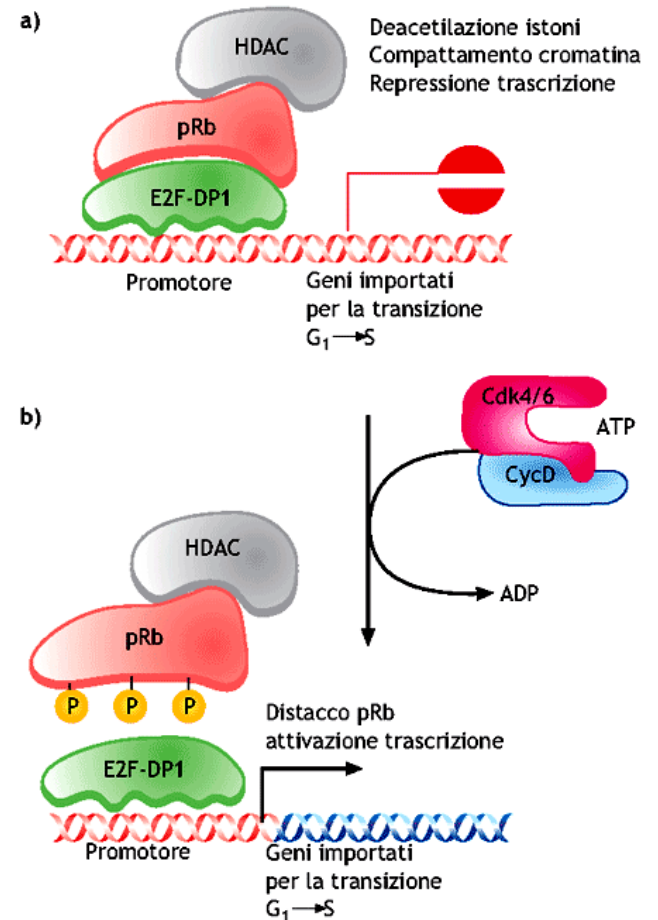 a)
HDAC
Deacetilazione istoni
Compattamento cromatina
Repressione trascrizione
pRb
E2F-DP1
Promotore
Geni importati
per la transizione
G₁→S
b)
Cdk4/6
ATP
CycD
HDAC
ADP
pRb
P P P
Distacco pRb
attivazione trascrizione
E2F-DP1
Promotore
Geni importati
per la transizione
G₁→S